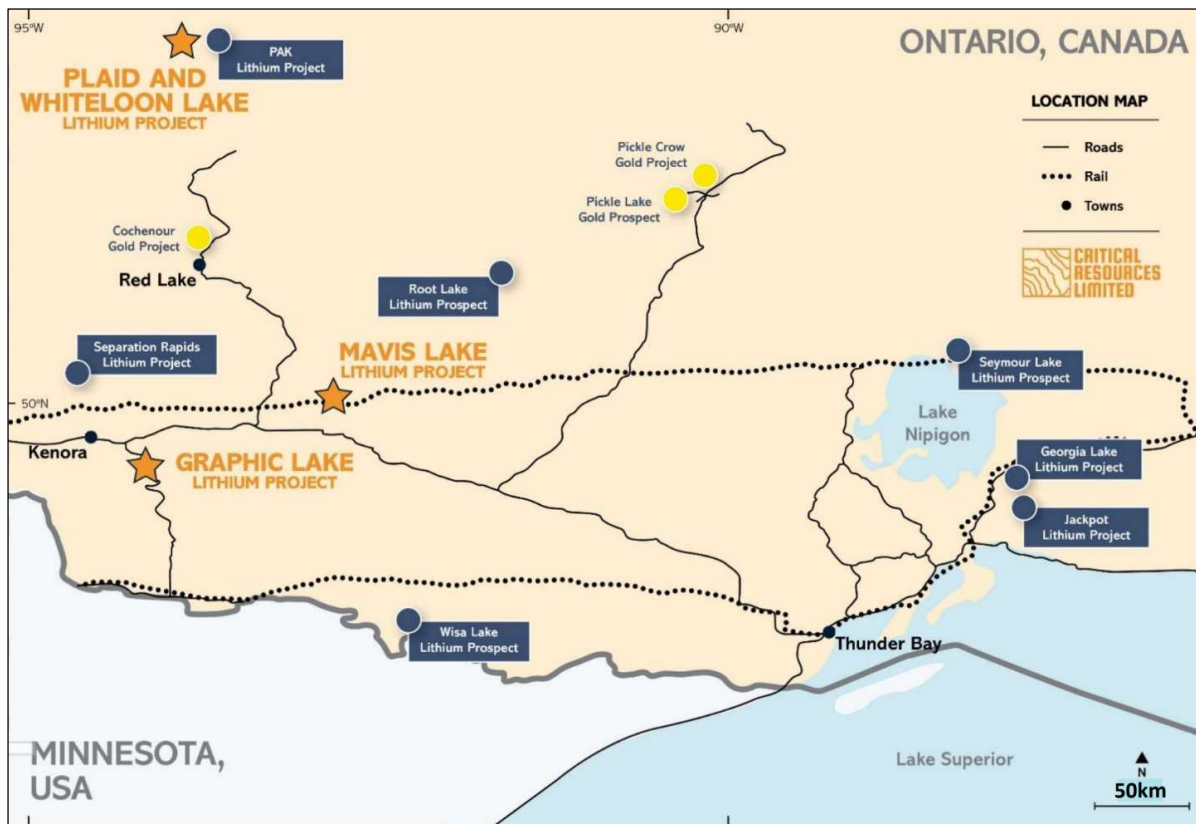 95°W
90°W
ONTARIO, CANADA
PAK
Lithium Project
PLAID AND
WHITELOON LAKE
LITHIUM PROJECT
LOCATION MAP
Roads
Rail
Towns
CRITICAL
RESOURCES
LIMITED
Pickle Crow
Gold Project
Pickle Lake
Gold Prospect
Cochenour
Gold Project
Red Lake
Root Lake
Lithium Prospect
Separation Rapids
Lithium Project
MAVIS LAKE
LITHIUM PROJECT
Seymour Lake
Lithium Prospect
50°N
Lake
Nipigon
Kenora
GRAPHIC LAKE
LITHIUM PROJECT
Georgia Lake
Lithium Project
Jackpot
Lithium Project
Wisa Lake
Lithium Prospect
Thunder Bay
MINNESOTA,
USA
Lake Superior
N
50km